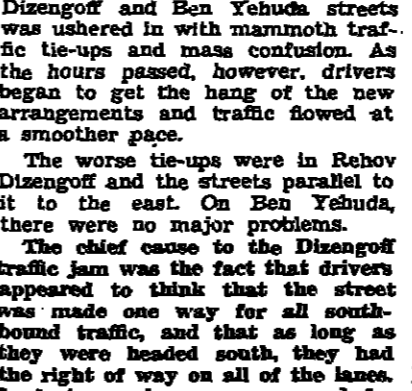 Dizengoff and Ben Yehuda streets
was ushered in with mammoth traf-
fic tie-ups and mass confusion. As
the hours passed, however, drivers
began to get the hang of the new
arrangements and traffic flowed at
a smoother pace.
The worse tie-ups were in Rehov
Dizengoff and the streets parallel to
it to the east. On Ben Yehuda,
there were no major problems.
The chief cause to the Dizengoff
traffic jam was the fact that drivers
appeared to think that the street
was made one way for all south-
bound traffic, and that as long as
they were headed south, they had
the right of way on all of the lanes.